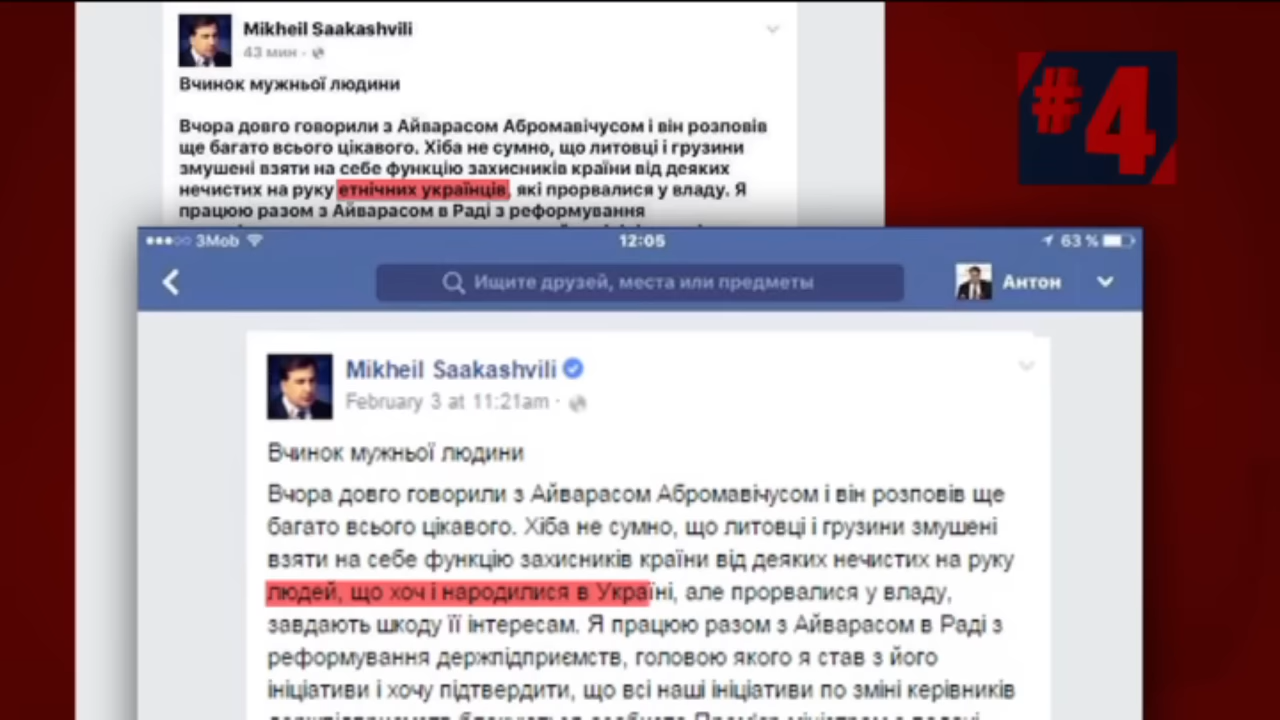 Mikheil Saakashvili
43 мин
Вчинок мужньої людини
Вчора довго говорили з Айварасом Абромавічусом і він розповів
ще багато всього цікавого. Хіба не сумно, що литовці і грузини
змушені взяти на себе функцію захисників країни від деяких
нечистих на руку етнічних українців, які прорвалися у владу. Я
працюю разом з Айварасом в Раді з реформування
#4
3Mob 12:05 63 %
Ищите друзей, места или предметы
Антон
Mikheil Saakashvili
February 3 at 11:21am ·
Вчинок мужньої людини
Вчора довго говорили з Айварасом Абромавічусом і він розповів ще
багато всього цікавого. Хіба не сумно, що литовці і грузини змушені
взяти на себе функцію захисників країни від деяких нечистих на руку
людей, що хоч і народилися в Україні, але прорвалися у владу,
завдають шкоду її інтересам. Я працюю разом з Айварасом в Раді з
реформування держпідприємств, головою якого я став з його
ініціативи і хочу підтвердити, що всі наші ініціативи по зміні керівників